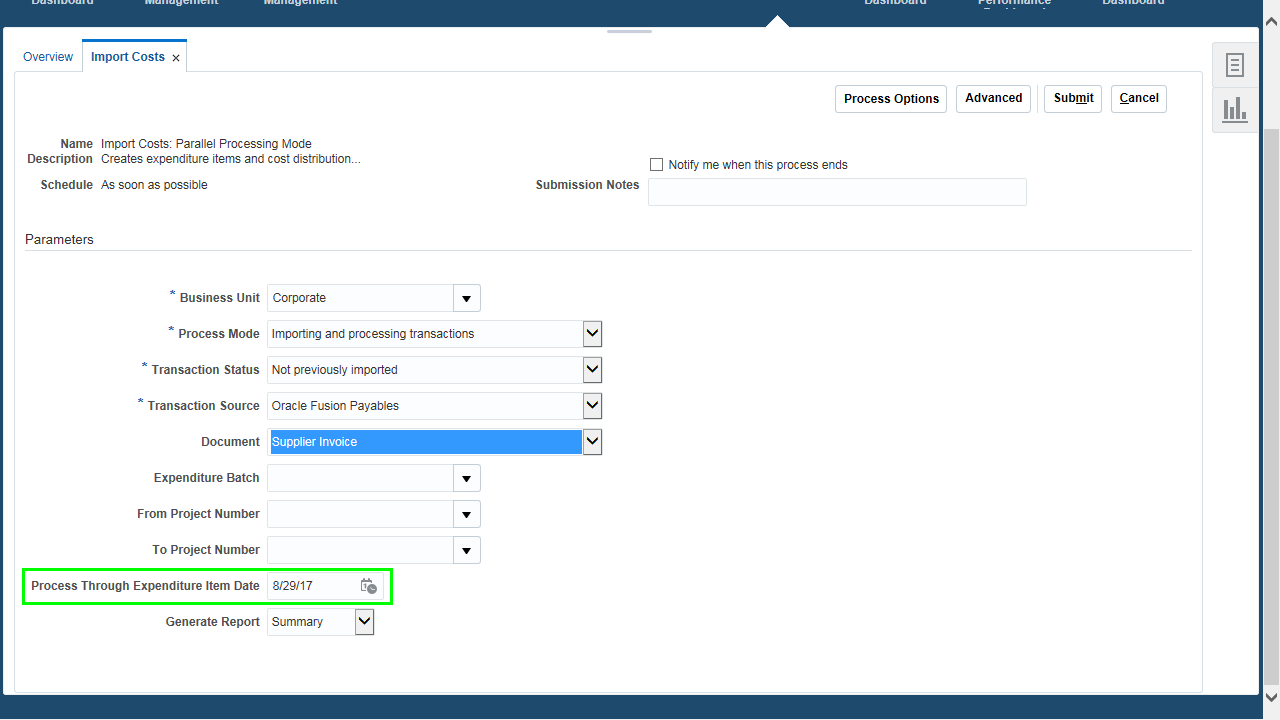 Dashboard Management Management Dashboard Performance Dashboard
Overview Import Costs x
Process Options Advanced Submit Cancel
Name Import Costs: Parallel Processing Mode
Description Creates expenditure items and cost distribution...
Notify me when this process ends
Schedule As soon as possible
Submission Notes
Parameters
* Business Unit Corporate
* Process Mode Importing and processing transactions
* Transaction Status Not previously imported
* Transaction Source Oracle Fusion Payables
Document Supplier Invoice
Expenditure Batch
From Project Number
To Project Number
Process Through Expenditure Item Date 8/29/17
Generate Report Summary